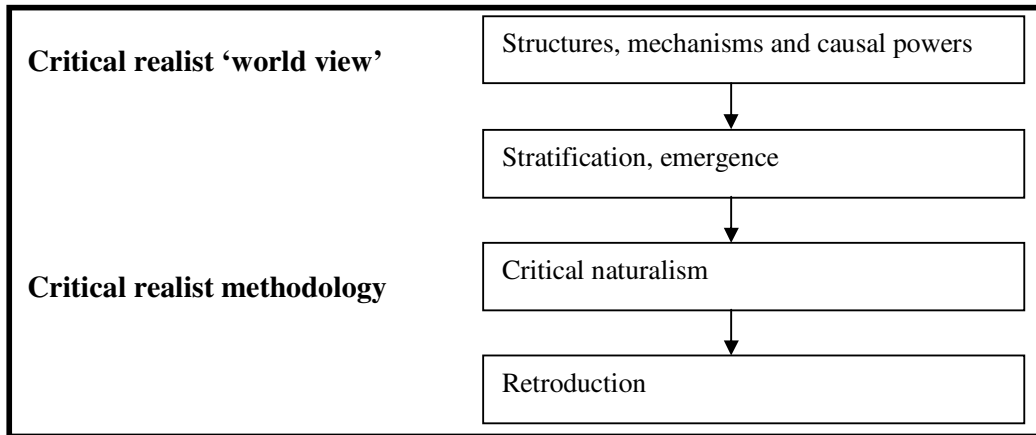 Structures, mechanisms and causal powers
Critical realist ‘world view’
Stratification, emergence
Critical naturalism
Critical realist methodology
Retroduction